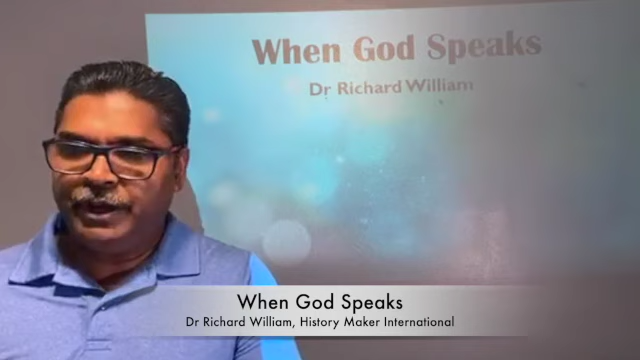 When God Speaks
Dr Richard William
When God Speaks
Dr Richard William, History Maker International